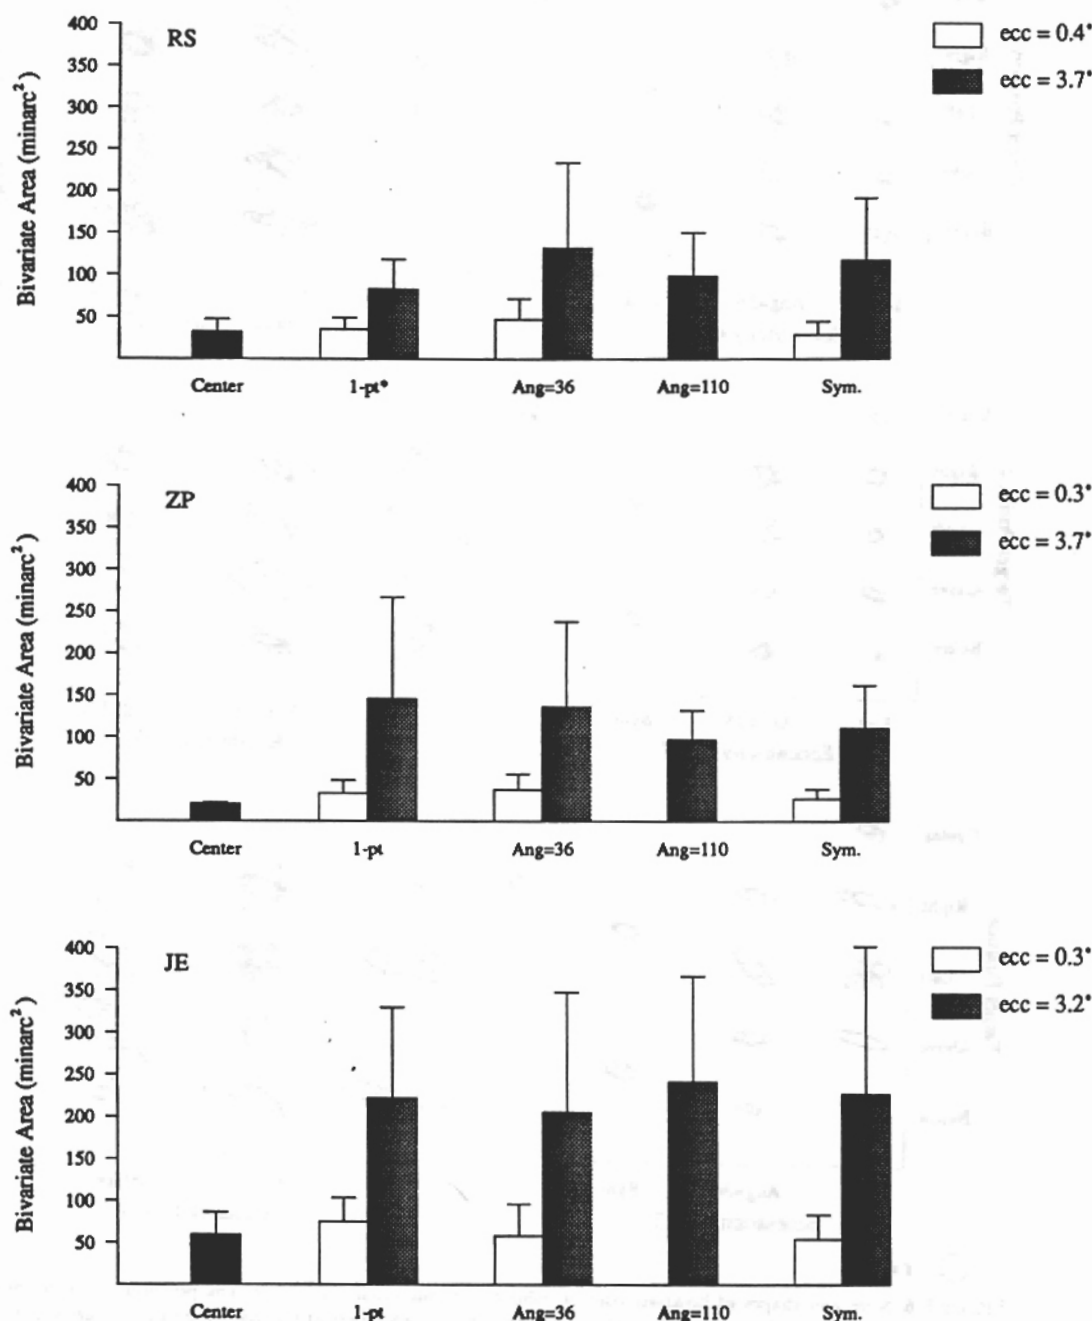 RS
ecc = 0.4°
ecc = 3.7°
Bivariate Area (minarc²)
400
350
300
250
200
150
100
50
Center
1-pt*
Ang=36
Ang=110
Sym.
ZP
ecc = 0.3°
ecc = 3.7°
Bivariate Area (minarc²)
400
350
300
250
200
150
100
50
Center
1-pt
Ang=36
Ang=110
Sym.
JE
ecc = 0.3°
ecc = 3.2°
Bivariate Area (minarc²)
400
350
300
250
200
150
100
50
Center
1-pt
Ang=36
Ang=110
Sym.